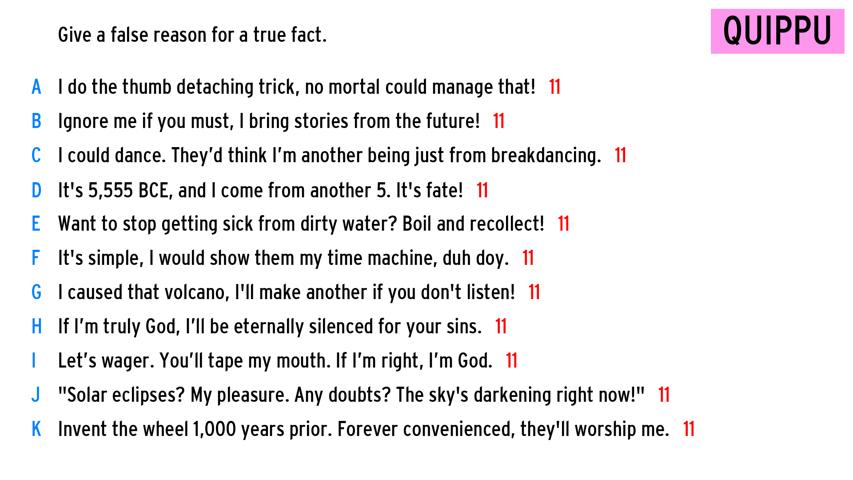 QUIPPU
Give a false reason for a true fact.
A I do the thumb detaching trick, no mortal could manage that! 11
B Ignore me if you must, I bring stories from the future! 11
C I could dance. They’d think I’m another being just from breakdancing. 11
D It's 5,555 BCE, and I come from another 5. It's fate! 11
E Want to stop getting sick from dirty water? Boil and recollect! 11
F It's simple, I would show them my time machine, duh doy. 11
G I caused that volcano, I'll make another if you don't listen! 11
H If I’m truly God, I’ll be eternally silenced for your sins. 11
I Let’s wager. You’ll tape my mouth. If I’m right, I’m God. 11
J "Solar eclipses? My pleasure. Any doubts? The sky's darkening right now!" 11
K Invent the wheel 1,000 years prior. Forever convenienced, they'll worship me. 11